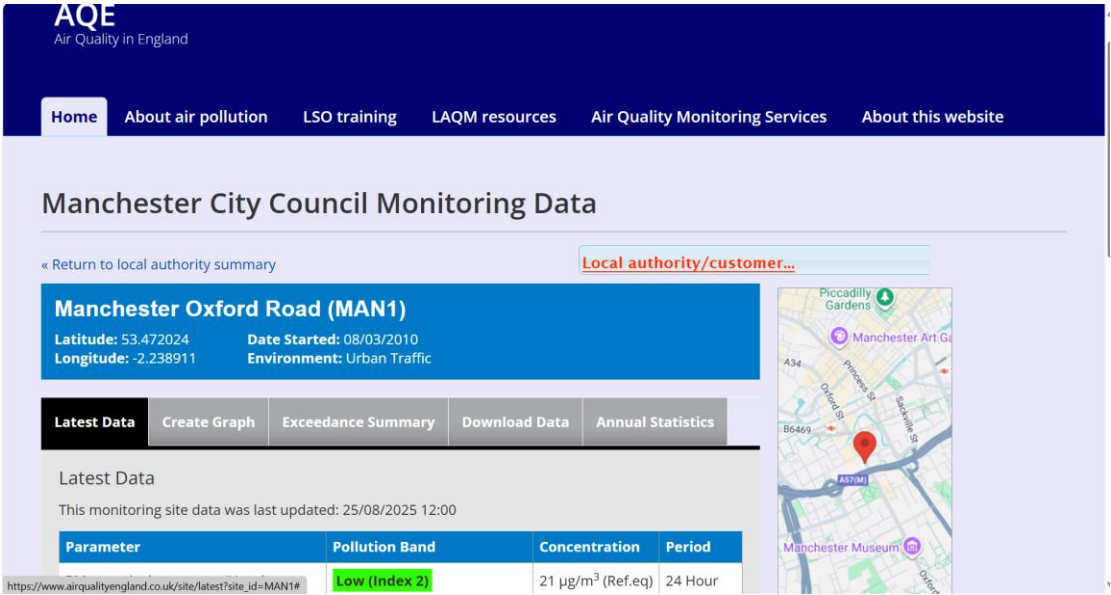 AQE
Air Quality in England
Home About air pollution LSO training LAQM resources Air Quality Monitoring Services About this website
Manchester City Council Monitoring Data
« Return to local authority summary
Local authority/customer...
Manchester Oxford Road (MAN1)
Latitude: 53.472024 Date Started: 08/03/2010
Longitude: -2.238911 Environment: Urban Traffic
Latest Data Create Graph Exceedance Summary Download Data Annual Statistics
Latest Data
This monitoring site data was last updated: 25/08/2025 12:00
Parameter Pollution Band Concentration Period
Low (Index 2) 21 µg/m³ (Ref.eq) 24 Hour
https://www.airqualityengland.co.uk/site/latest?site_id=MAN1#
Piccadilly
Gardens
Manchester Art Ga
A34
Princess St
Oxford St
Sackville St
B6469
A57(M)
Manchester Museum
Oxford